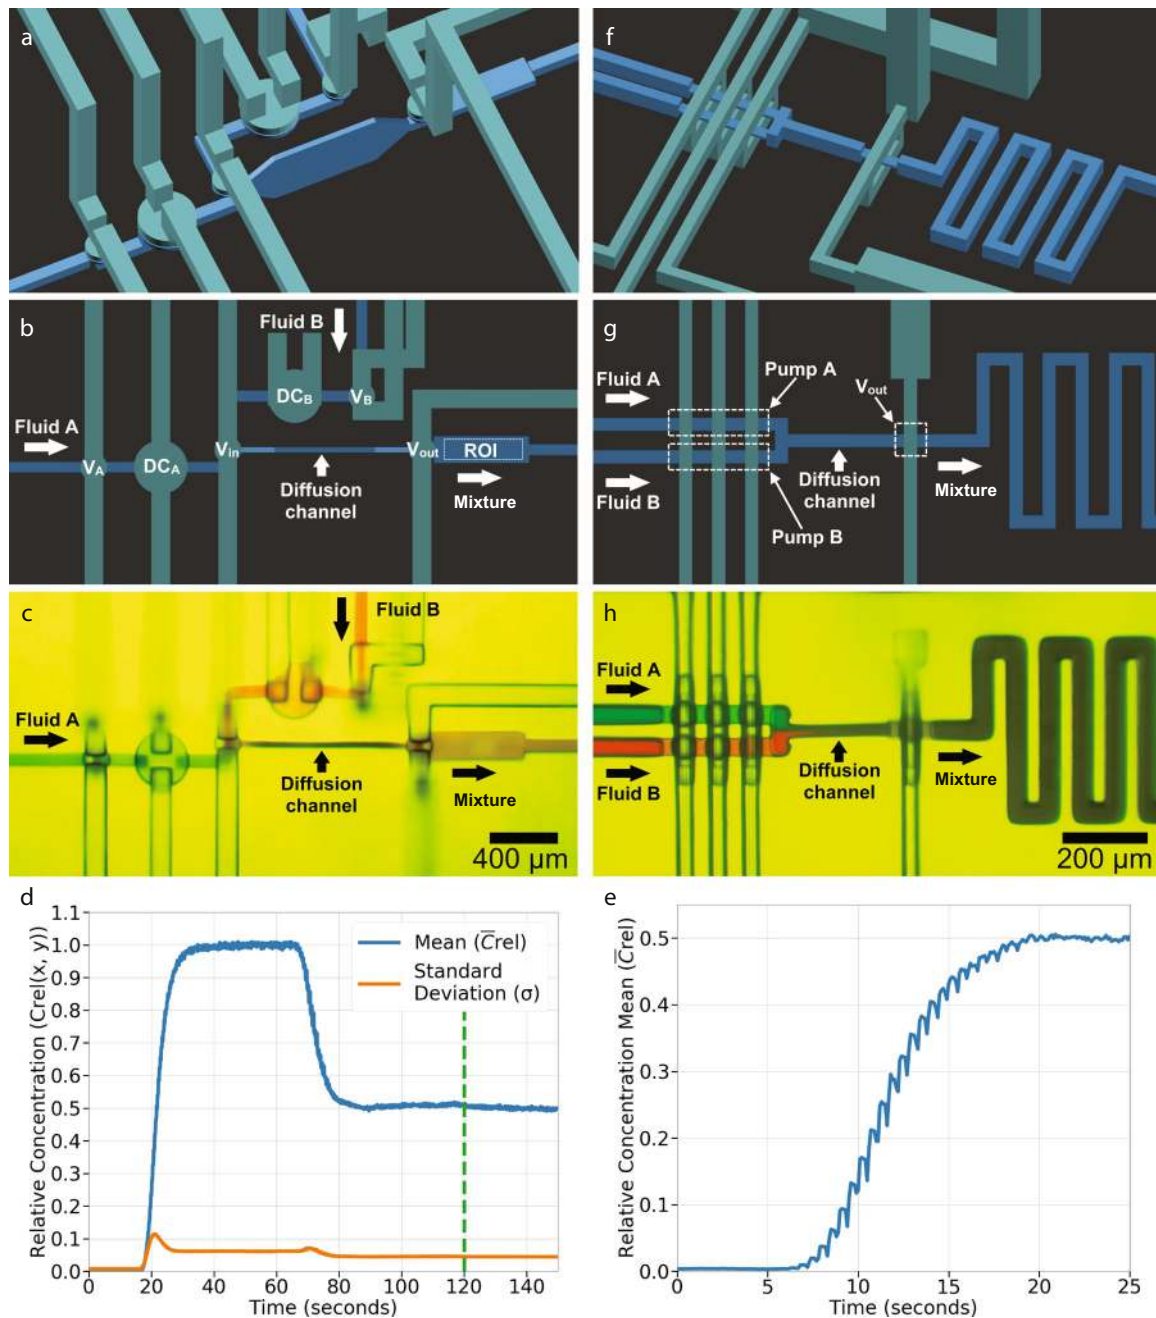 a
f
b
Fluid B
DCB
VB
Fluid A
VA
DCA
Vin
Vout
ROI
Diffusion
channel
Mixture
g
Fluid A
Pump A
Vout
Fluid B
Diffusion
channel
Mixture
Pump B
c
Fluid B
Fluid A
Diffusion
channel
Mixture
400 µm
h
Fluid A
Fluid B
Diffusion
channel
Mixture
200 µm
d
Relative Concentration (Crel(x, y))
1.1
1.0
0.9
0.8
0.7
0.6
0.5
0.4
0.3
0.2
0.1
0.0
Mean (C̅rel)
Standard
Deviation (σ)
0 20 40 60 80 100 120 140
Time (seconds)
e
Relative Concentration Mean (C̅rel)
0.5
0.4
0.3
0.2
0.1
0.0
0 5 10 15 20 25
Time (seconds)